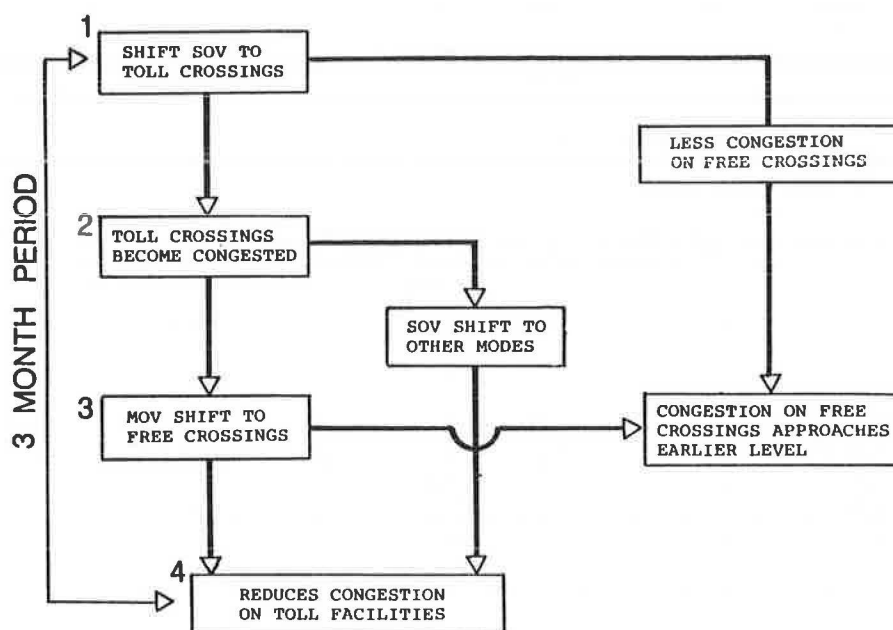 1
SHIFT SOV TO
TOLL CROSSINGS
LESS CONGESTION
ON FREE CROSSINGS
3 MONTH PERIOD
2
TOLL CROSSINGS
BECOME CONGESTED
SOV SHIFT TO
OTHER MODES
3
MOV SHIFT TO
FREE CROSSINGS
CONGESTION ON FREE
CROSSINGS APPROACHES
EARLIER LEVEL
4
REDUCES CONGESTION
ON TOLL FACILITIES